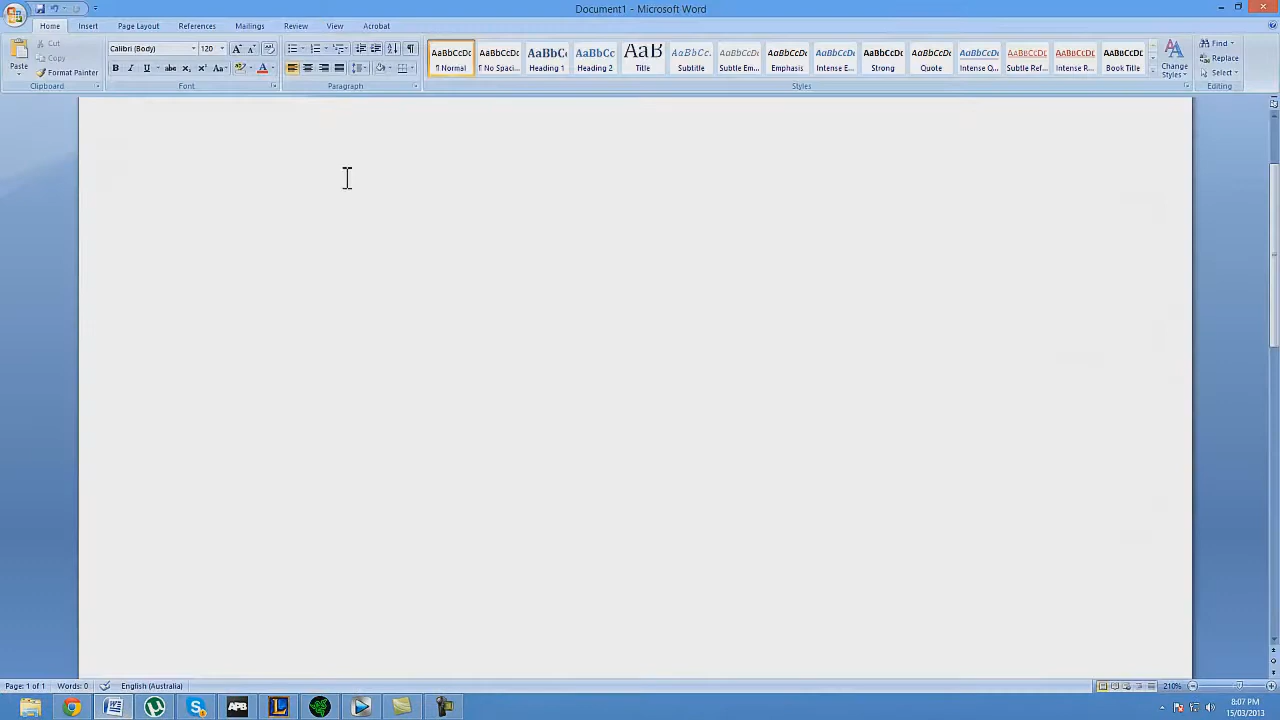 Document1 - Microsoft Word
Home Insert Page Layout References Mailings Review View Acrobat
Paste Cut Copy Format Painter Clipboard
Calibri (Body) 120 Font
Paragraph
AaBbCcDc ¶ Normal
AaBbCcDc ¶ No Spaci...
AaBbC Heading 1
AaBbCc Heading 2
AaB Title
AaBbCc. Subtitle
AaBbCcDc Subtle Em...
AaBbCcDc Emphasis
AaBbCcDc Intense E...
AaBbCcDc Strong
AaBbCcDc Quote
AaBbCcDc Intense Q...
AaBbCcDc Subtle Ref...
AaBbCcDc Intense R...
AaBbCcDc Book Title
Change Styles
Styles
Find Replace Select Editing
Page: 1 of 1 Words: 0 English (Australia) 210%
APB L 8:07 PM
15/03/2013